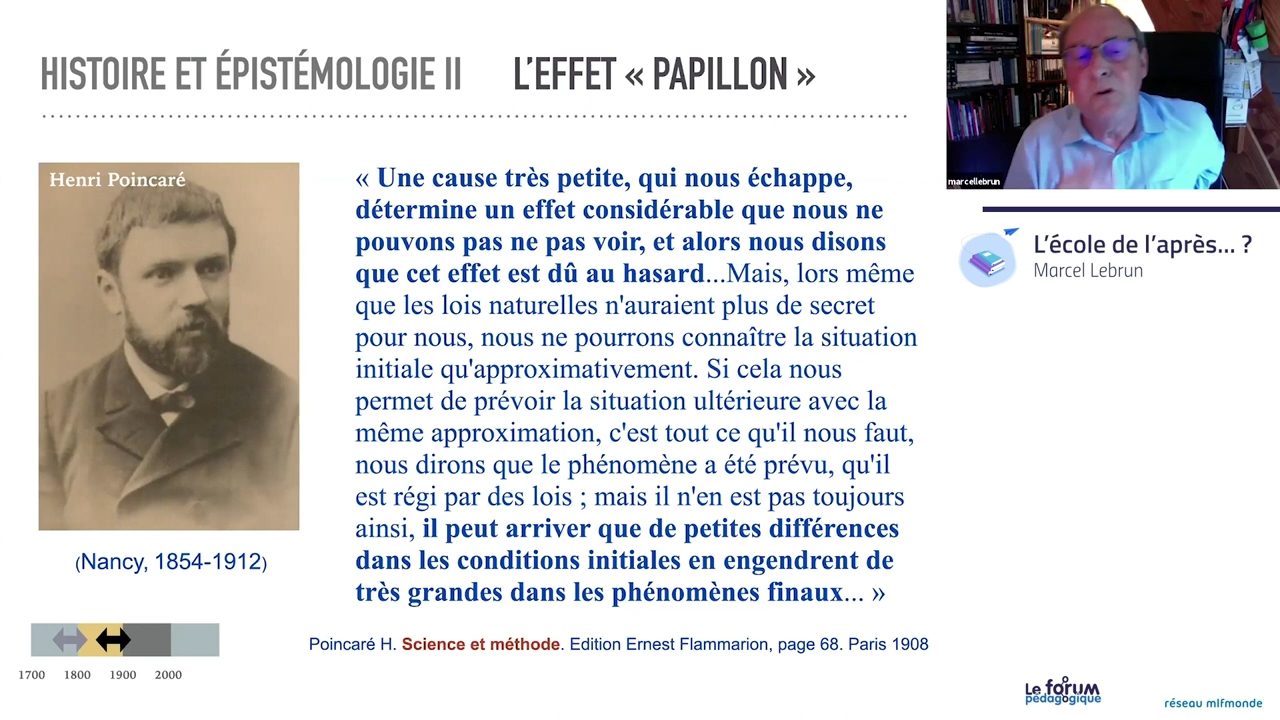 HISTOIRE ET ÉPISTÉMOLOGIE II L'EFFET « PAPILLON »
Henri Poincaré
(Nancy, 1854-1912)
« Une cause très petite, qui nous échappe,
détermine un effet considérable que nous ne
pouvons pas ne pas voir, et alors nous disons
que cet effet est dû au hasard...Mais, lors même
que les lois naturelles n'auraient plus de secret
pour nous, nous ne pourrons connaître la situation
initiale qu'approximativement. Si cela nous
permet de prévoir la situation ultérieure avec la
même approximation, c'est tout ce qu'il nous faut,
nous dirons que le phénomène a été prévu, qu'il
est régi par des lois ; mais il n'en est pas toujours
ainsi, il peut arriver que de petites différences
dans les conditions initiales en engendrent de
très grandes dans les phénomènes finaux... »
Poincaré H. Science et méthode. Edition Ernest Flammarion, page 68. Paris 1908
1700 1800 1900 2000
marcellebrun
L'école de l'après... ?
Marcel Lebrun
Le forum
pédagogique
réseau mlfmonde